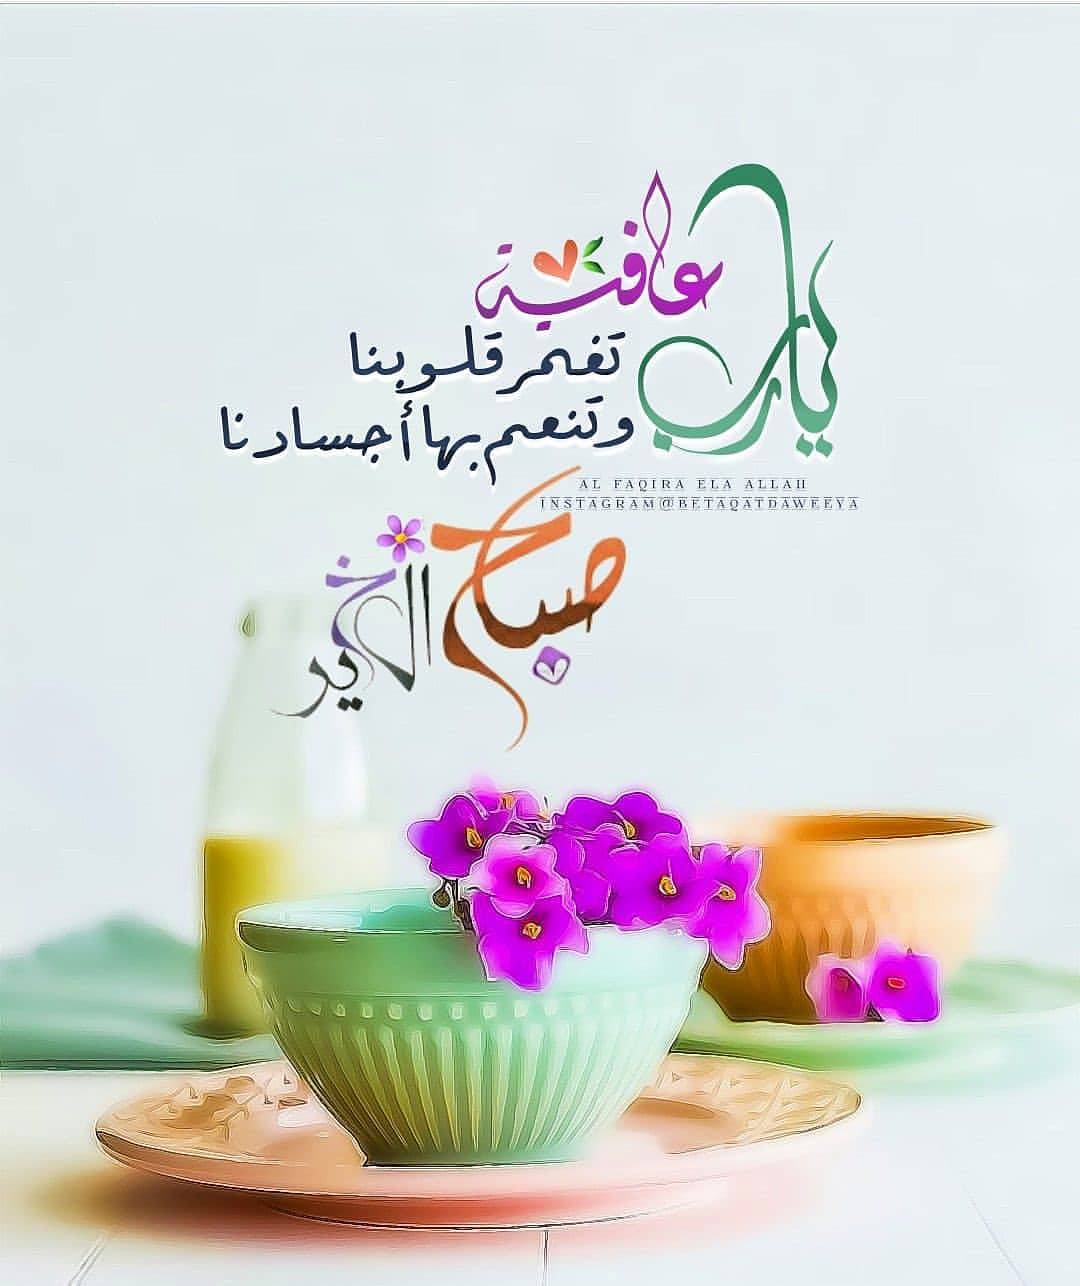 يارب عافية
تغمر قلوبنا
وتنعم بها أجسادنا
AL FAQIRA ELA ALLAH
INSTAGRAM@BETAQATDAWEEYA
صباح الخير